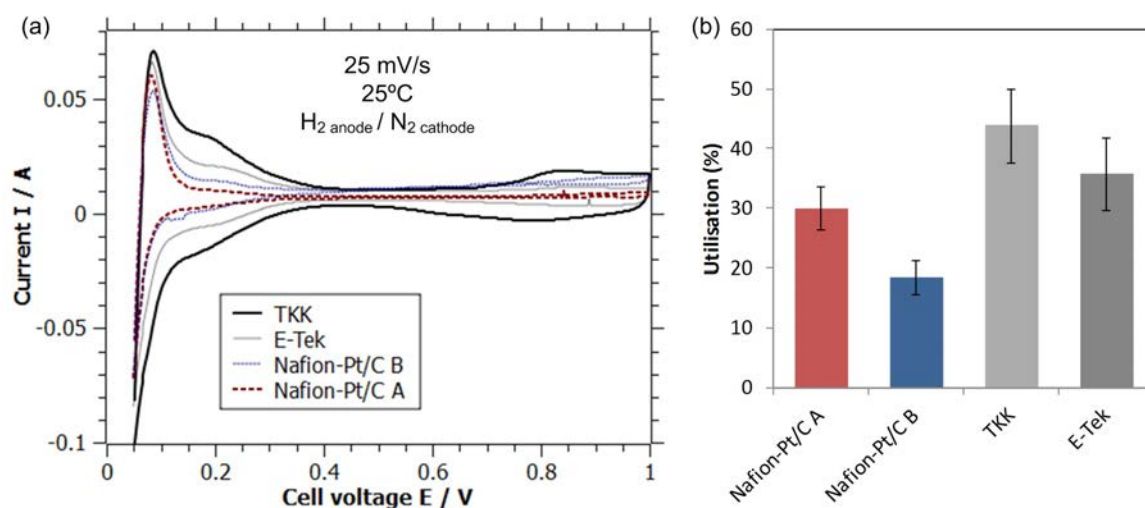 (a)
25 mV/s
25ºC
H2 anode / N2 cathode
0.05
0
-0.05
-0.1
Current I / A
TKK
E-Tek
Nafion-Pt/C B
Nafion-Pt/C A
0 0.2 0.4 0.6 0.8 1
Cell voltage E / V
(b)
60
50
40
30
20
10
0
Utilisation (%)
Nafion-Pt/C A
Nafion-Pt/C B
TKK
E-Tek